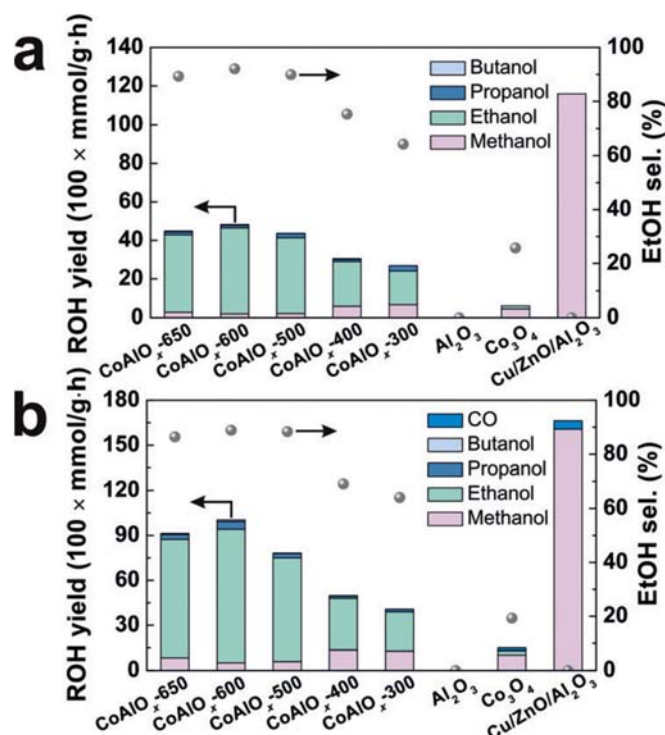 a
ROH yield (100 × mmol/g·h)
140
120
100
80
60
40
20
0
Butanol
Propanol
Ethanol
Methanol
100
80
60
40
20
0
EtOH sel. (%)
CoAlOₓ-650
CoAlOₓ-600
CoAlOₓ-500
CoAlOₓ-400
CoAlOₓ-300
Al₂O₃
Co₃O₄
Cu/ZnO/Al₂O₃
b
ROH yield (100 × mmol/g·h)
180
150
120
90
60
30
0
CO
Butanol
Propanol
Ethanol
Methanol
100
80
60
40
20
0
EtOH sel. (%)
CoAlOₓ-650
CoAlOₓ-600
CoAlOₓ-500
CoAlOₓ-400
CoAlOₓ-300
Al₂O₃
Co₃O₄
Cu/ZnO/Al₂O₃